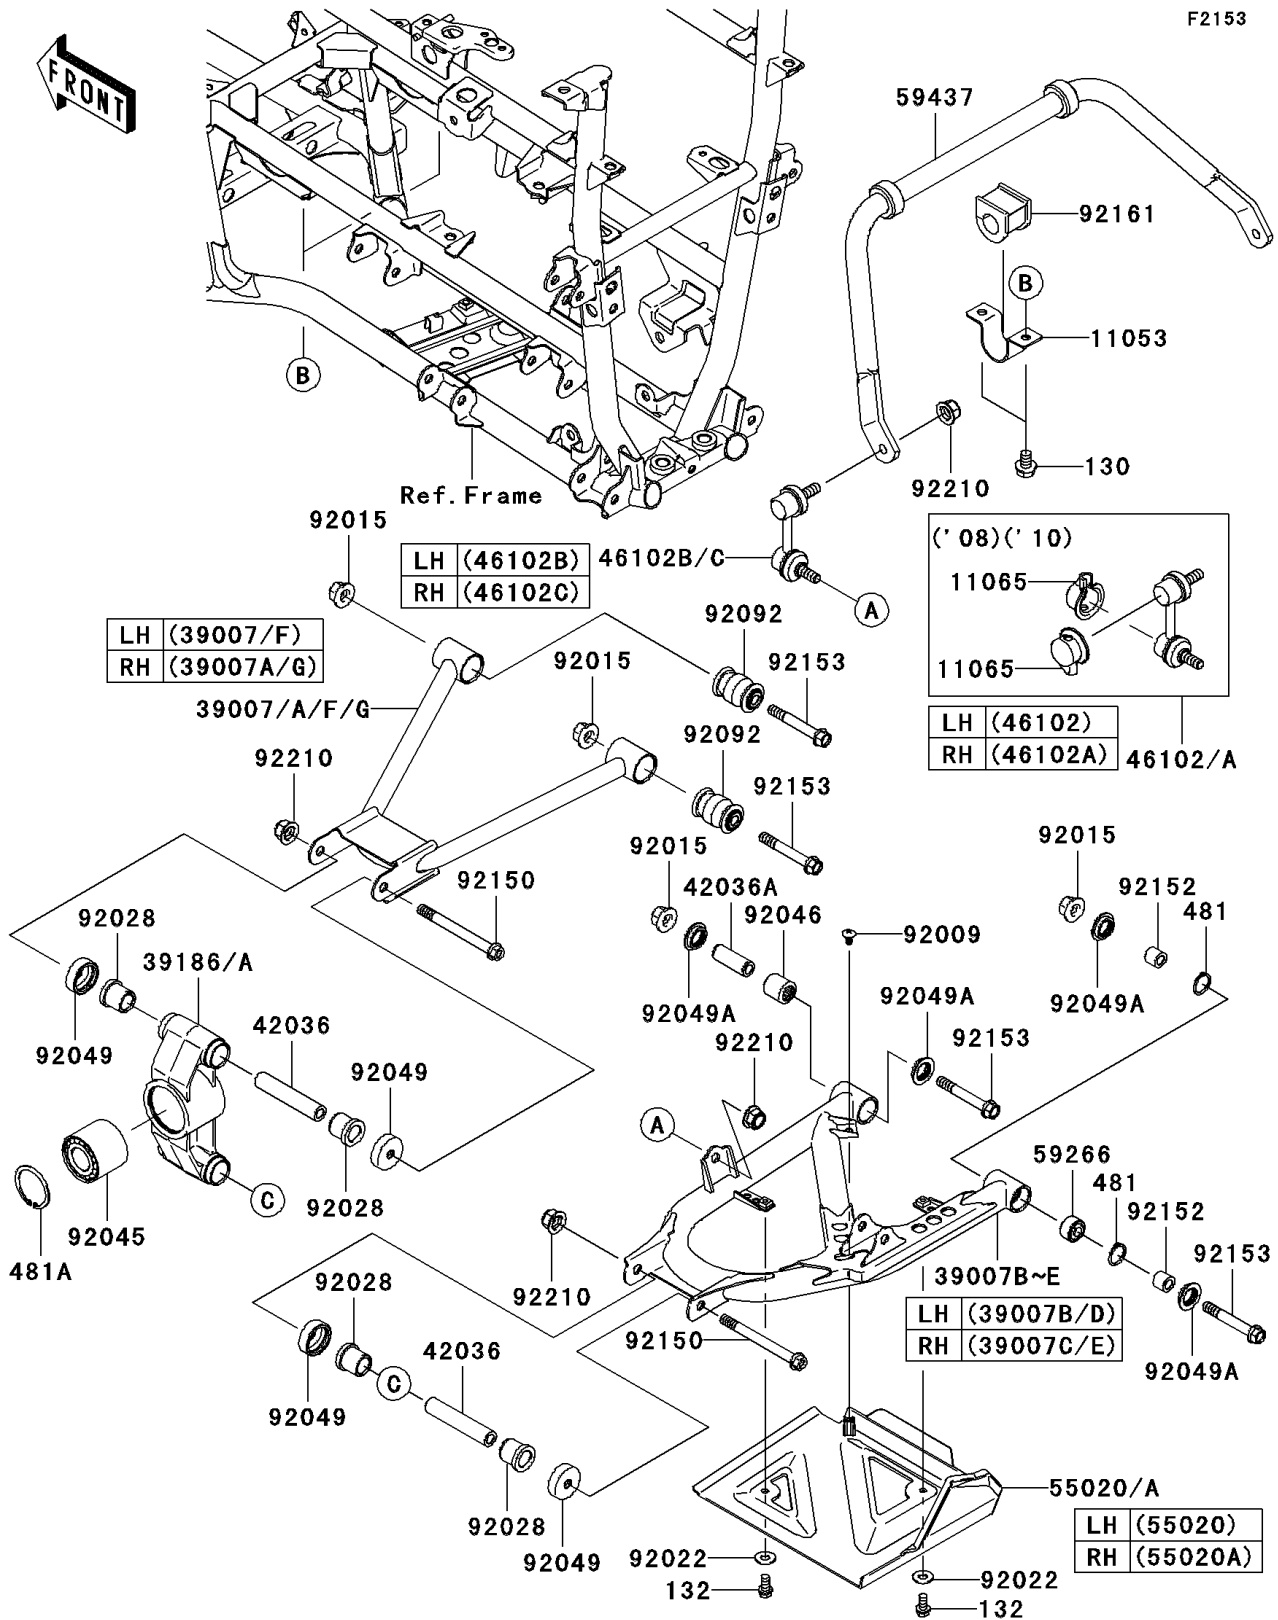 F2153
FRONT
59437
92161
B
11053
B
130
92210
Ref.Frame
92015
LH (46102B)
RH (46102C)
46102B/C
A
('08)('10)
11065
11065
LH (46102)
RH (46102A)
46102/A
LH (39007/F)
RH (39007A/G)
39007/A/F/G
92092
92153
92015
92092
92153
92210
92150
92015
42036A
92046
92009
92049A
92049A
92210
92153
92015
92152
481
92049A
92028
39186/A
92049
42036
92049
92028
C
92045
481A
A
59266
481
92152
92153
92049A
39007B~E
LH (39007B/D)
RH (39007C/E)
92210
92150
92028
42036
C
92049
92028
92049
55020/A
LH (55020)
RH (55020A)
92022
132
92022
132